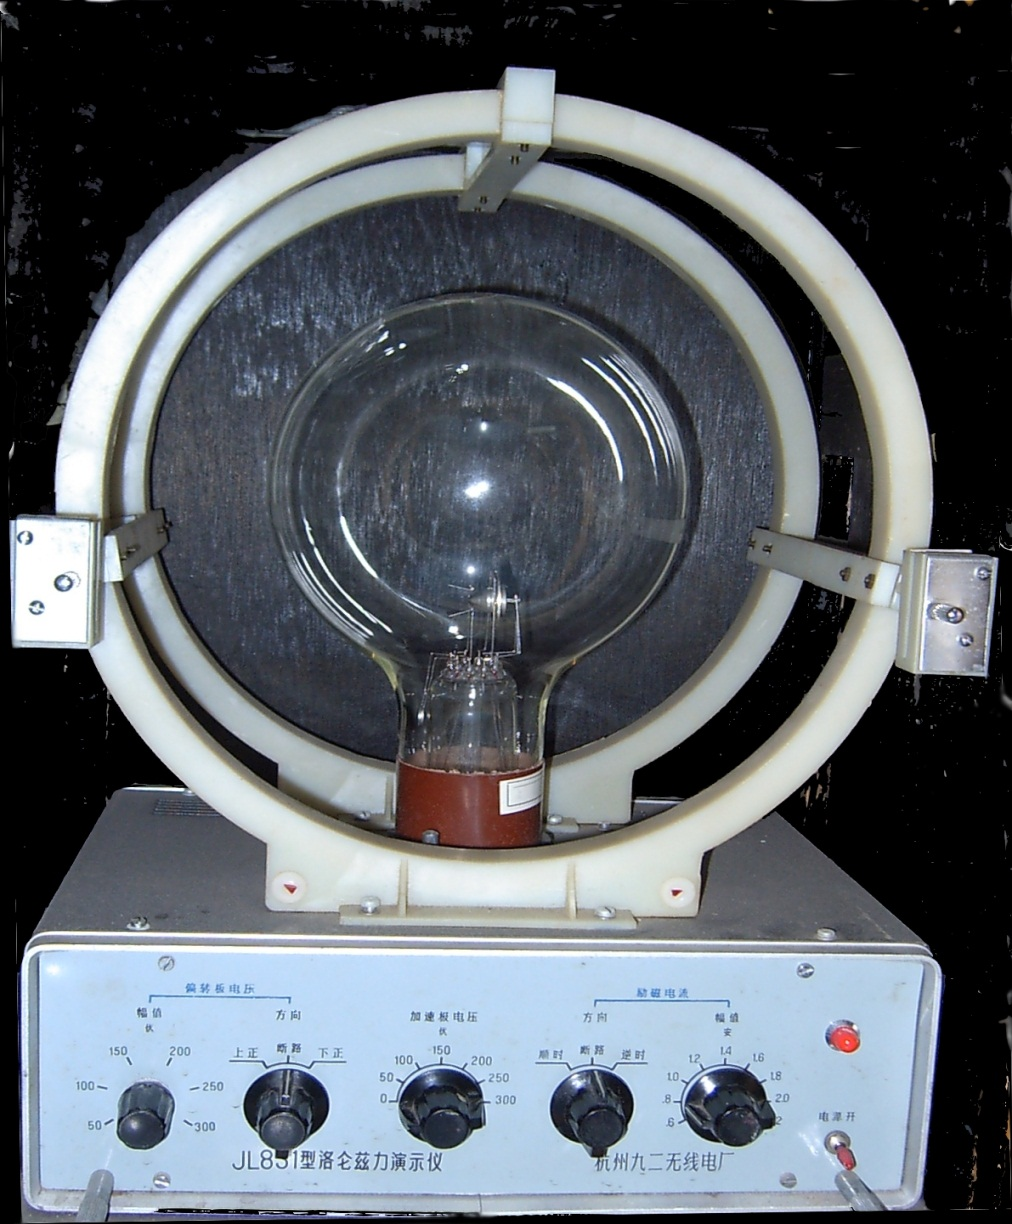 偏转板电压
励磁电流
幅值
伏
方向
加速板电压
伏
方向
幅值
安
50 100 150 200 250 300
上正 断路 下正
0 50 100 150 200 250 300
顺时 断路 逆时
.6 .8 1.0 1.2 1.4 1.6 1.8 2.0
电源开
JL831型洛仑兹力演示仪
杭州九二无线电厂